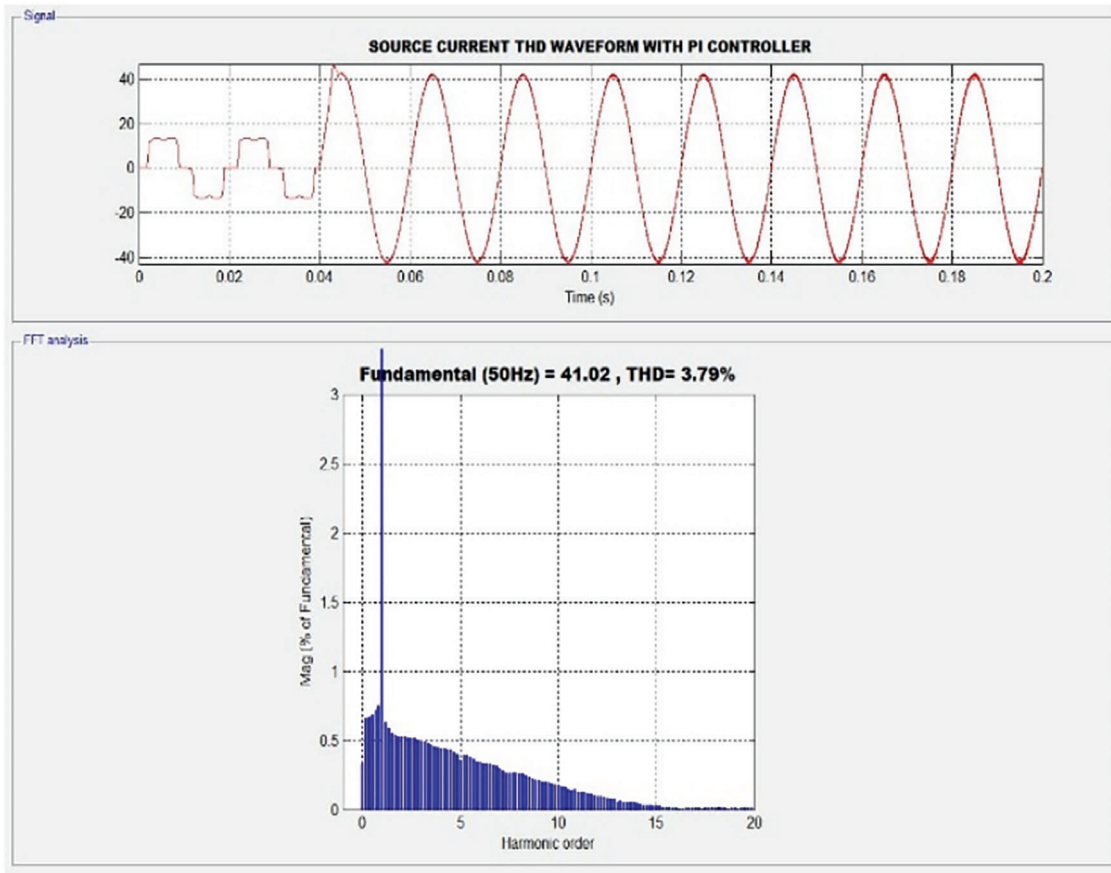 Signal
SOURCE CURRENT THD WAVEFORM WITH PI CONTROLLER
40
20
0
-20
-40
0 0.02 0.04 0.06 0.08 0.1 0.12 0.14 0.16 0.18 0.2
Time (s)
FFT analysis
Fundamental (50Hz) = 41.02 , THD= 3.79%
3
2.5
2
1.5
1
0.5
0
Mag (% of Fundamental)
0 5 10 15 20
Harmonic order